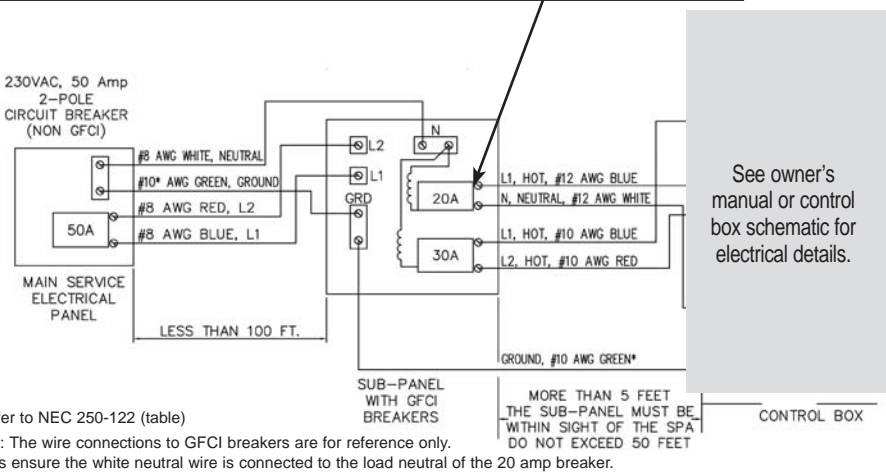 230VAC, 50 Amp
2-POLE
CIRCUIT BREAKER
(NON GFCI)
#8 AWG WHITE, NEUTRAL
#10* AWG GREEN, GROUND
#8 AWG RED, L2
#8 AWG BLUE, L1
50A
MAIN SERVICE
ELECTRICAL
PANEL
LESS THAN 100 FT.
L2
N
L1
GRD
20A
30A
L1, HOT, #12 AWG BLUE
N, NEUTRAL, #12 AWG WHITE
L1, HOT, #10 AWG BLUE
L2, HOT, #10 AWG RED
GROUND, #10 AWG GREEN*
SUB-PANEL
WITH GFCI
BREAKERS
MORE THAN 5 FEET
THE SUB-PANEL MUST BE
WITHIN SIGHT OF THE SPA
DO NOT EXCEED 50 FEET
See owner's
manual or control
box schematic for
electrical details.
CONTROL BOX
fer to NEC 250-122 (table)
: The wire connections to GFCI breakers are for reference only.
s ensure the white neutral wire is connected to the load neutral of the 20 amp breaker.